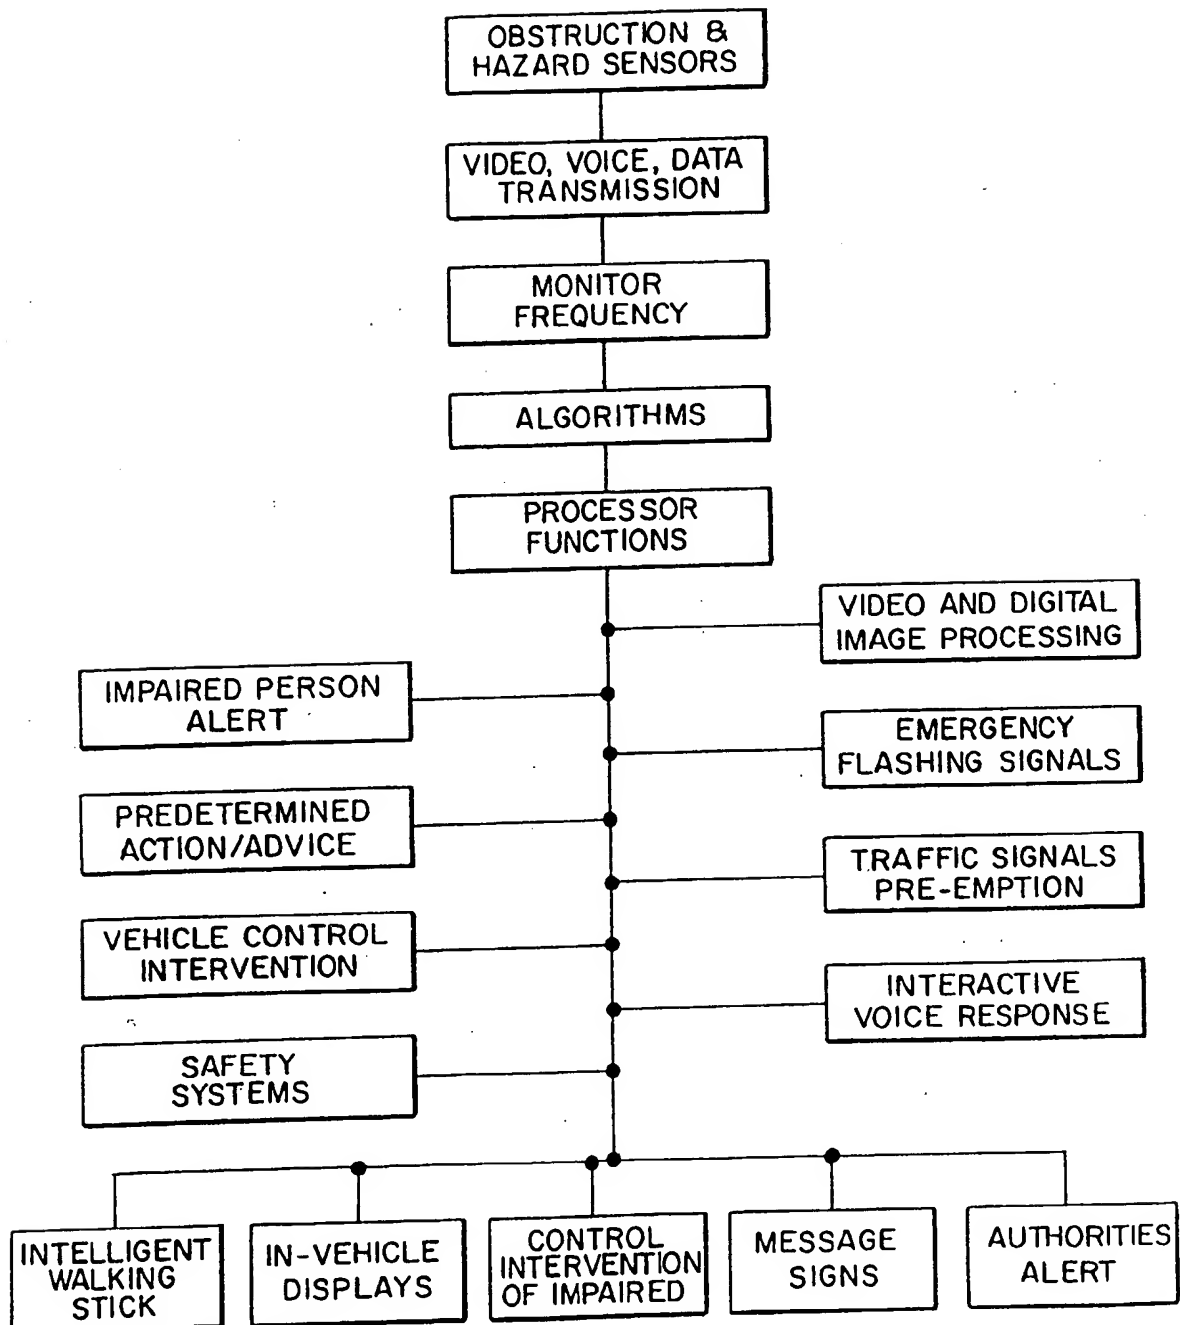 OBSTRUCTION &
HAZARD SENSORS
VIDEO, VOICE, DATA
TRANSMISSION
MONITOR
FREQUENCY
ALGORITHMS
PROCESSOR
FUNCTIONS
VIDEO AND DIGITAL
IMAGE PROCESSING
IMPAIRED PERSON
ALERT
EMERGENCY
FLASHING SIGNALS
PREDETERMINED
ACTION/ADVICE
TRAFFIC SIGNALS
PRE-EMPTION
VEHICLE CONTROL
INTERVENTION
INTERACTIVE
VOICE RESPONSE
SAFETY
SYSTEMS
INTELLIGENT
WALKING
STICK
IN-VEHICLE
DISPLAYS
CONTROL
INTERVENTION
OF IMPAIRED
MESSAGE
SIGNS
AUTHORITIES
ALERT